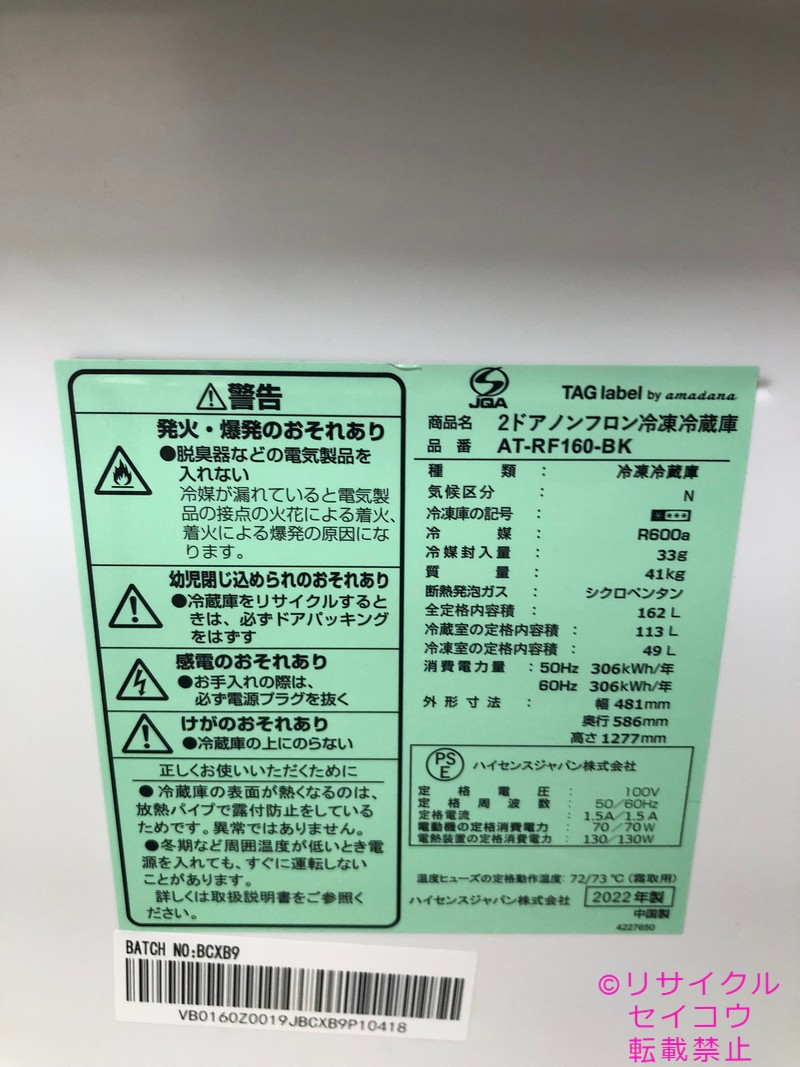 警告
発火・爆発のおそれあり
●脱臭器などの電気製品を
入れない
冷媒が漏れていると電気製
品の接点の火花による着火、
着火による爆発の原因にな
ります。
幼児閉じ込められのおそれあり
●冷蔵庫をリサイクルすると
きは、必ずドアパッキング
をはずす
感電のおそれあり
●お手入れの際は、
必ず電源プラグを抜く
けがのおそれあり
●冷蔵庫の上にのらない
正しくお使いいただくために
●冷蔵庫の表面が熱くなるのは、
放熱パイプで露付防止をしている
ためです。異常ではありません。
●冬期など周囲温度が低いとき電
源を入れても、すぐに運転しない
ことがあります。
詳しくは取扱説明書をご参照く
ださい。
JQA
TAG label by amadana
商品名 2ドアノンフロン冷凍冷蔵庫
品番 AT-RF160-BK
種類 : 冷凍冷蔵庫
気候区分 : N
冷凍庫の記号 :
冷媒 : R600a
冷媒封入量 : 33g
質量 : 41kg
断熱発泡ガス : シクロペンタン
全定格内容積 : 162 L
冷蔵室の定格内容積 : 113 L
冷凍室の定格内容積 : 49 L
消費電力量 : 50Hz 306kWh/年
60Hz 306kWh/年
外形寸法 : 幅 481mm
奥行 586mm
高さ 1277mm
PS
E
ハイセンスジャパン株式会社
定格電圧 : 100V
定格周波数 : 50/60Hz
定格電流 : 1.5A/1.5A
電動機の定格消費電力 : 70/70W
電熱装置の定格消費電力 : 130/130W
温度ヒューズの定格動作温度: 72/73 ℃ (霜取用)
ハイセンスジャパン株式会社 2022年製
中国製
4227650
BATCH NO:BCXB9
VB0160Z0019JBCXB9P10418
©リサイクル
セイコウ
転載禁止